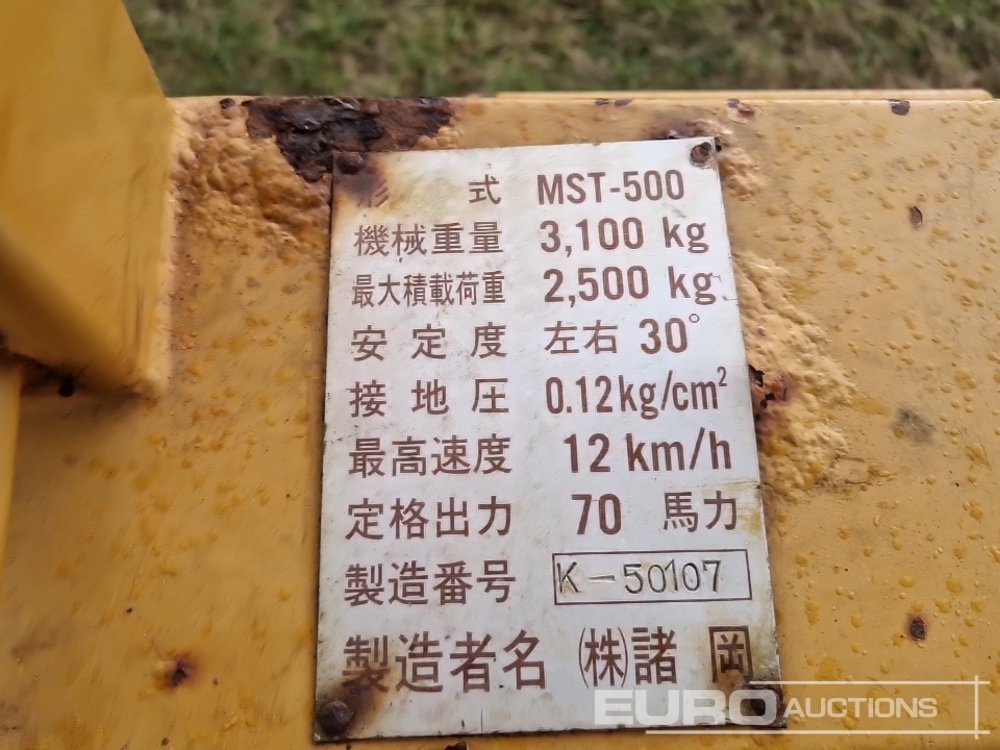 形 式 MST-500
機械重量 3,100 kg
最大積載荷重 2,500 kg
安定度 左右 30°
接地圧 0.12kg/cm²
最高速度 12 km/h
定格出力 70 馬力
製造番号 K-50107
製造者名 ㈱諸岡
EURO AUCTIONS